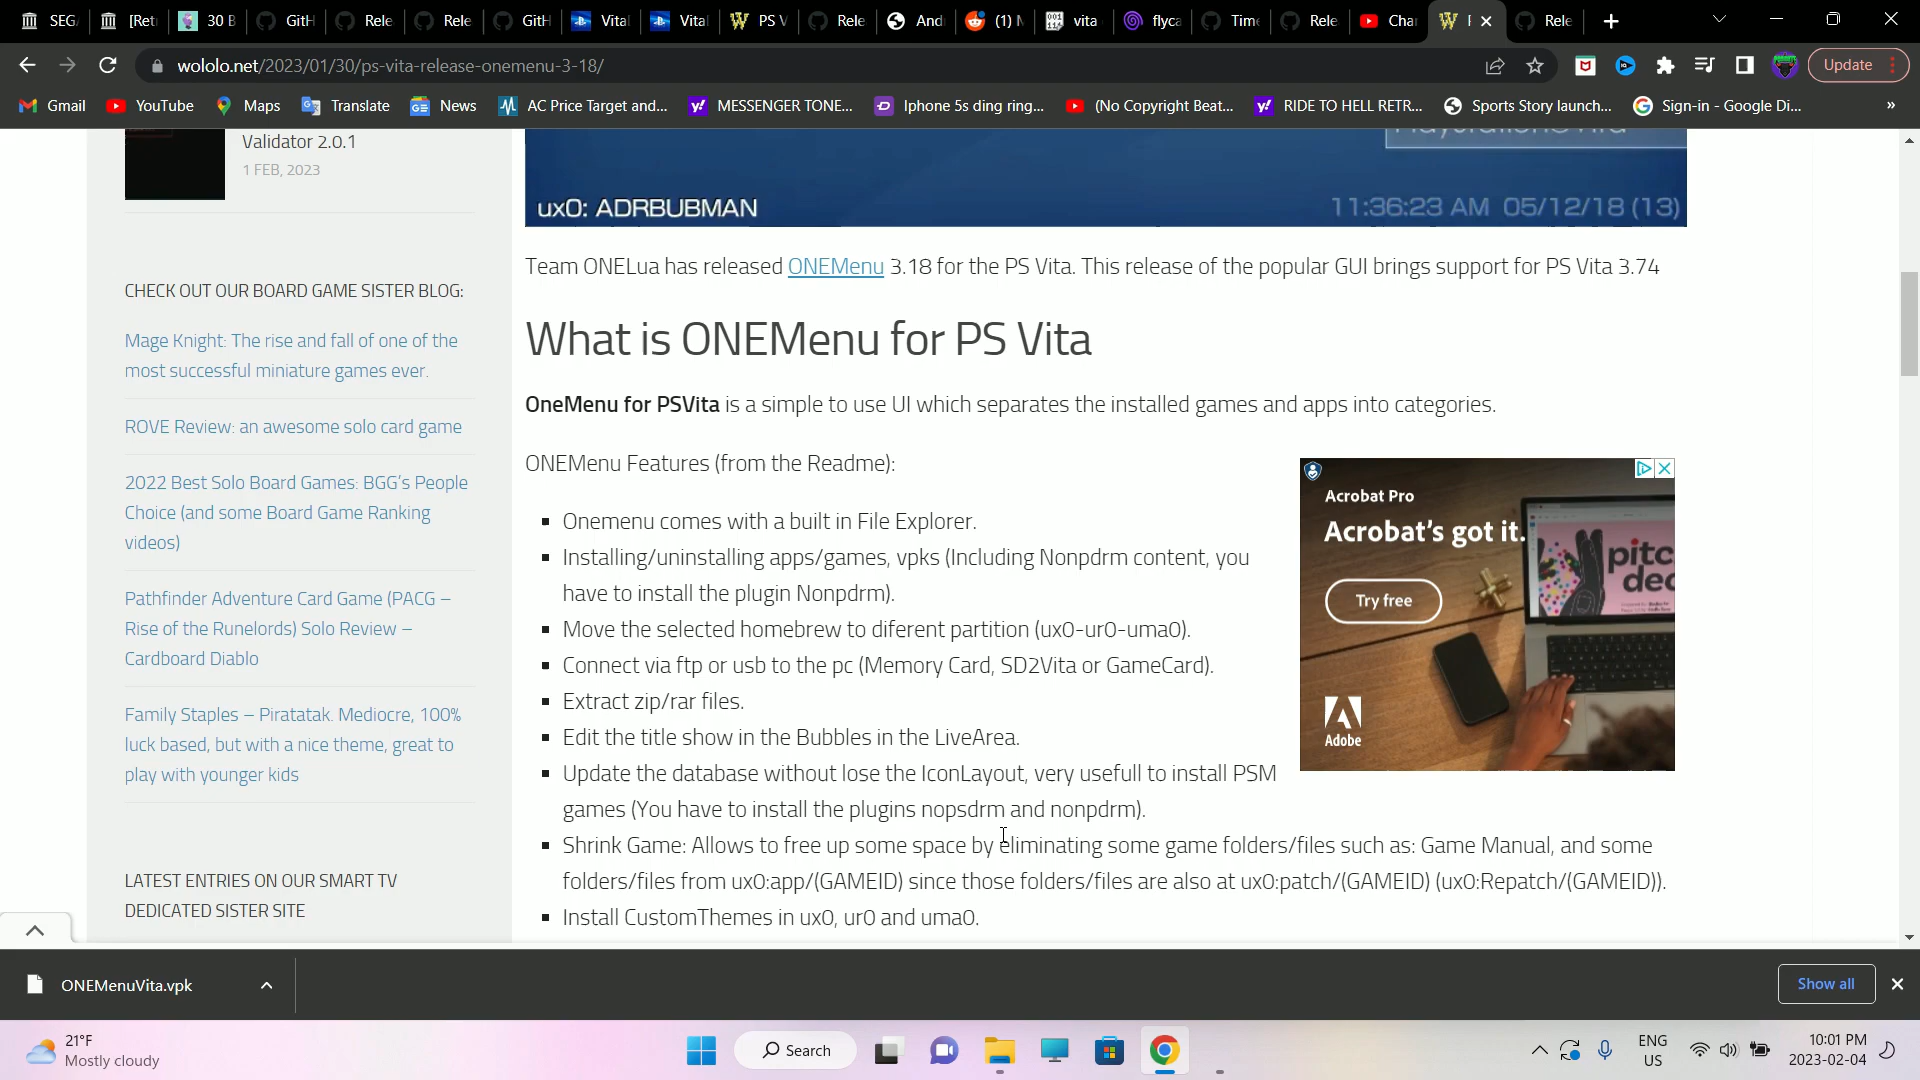 SEG
[Ret
30 B
GitH
Rele
Rele
GitH
Vital
Vital
PS V
Rele
And
(1) M
vita
flyca
Time
Rele
Char
Rele
wololo.net/2023/01/30/ps-vita-release-onemenu-3-18/
Update
Gmail
YouTube
Maps
Translate
News
AC Price Target and...
MESSENGER TONE...
Iphone 5s ding ring...
(No Copyright Beat...
RIDE TO HELL RETR...
Sports Story launch...
Sign-in - Google Di...
»
Validator 2.0.1
1 FEB, 2023
ux0: ADRBUBMAN
11:36:23 AM 05/12/18 (13)
CHECK OUT OUR BOARD GAME SISTER BLOG:
Mage Knight: The rise and fall of one of the
most successful miniature games ever.
ROVE Review: an awesome solo card game
2022 Best Solo Board Games: BGG's People
Choice (and some Board Game Ranking
videos)
Pathfinder Adventure Card Game (PACG –
Rise of the Runelords) Solo Review –
Cardboard Diablo
Family Staples – Piratatak. Mediocre, 100%
luck based, but with a nice theme, great to
play with younger kids
LATEST ENTRIES ON OUR SMART TV
DEDICATED SISTER SITE
Team ONELua has released ONEMenu 3.18 for the PS Vita. This release of the popular GUI brings support for PS Vita 3.74
What is ONEMenu for PS Vita
OneMenu for PSVita is a simple to use UI which separates the installed games and apps into categories.
ONEMenu Features (from the Readme):
Onemenu comes with a built in File Explorer.
Installing/uninstalling apps/games, vpks (Including Nonpdrm content, you
have to install the plugin Nonpdrm).
Move the selected homebrew to diferent partition (ux0-ur0-uma0).
Connect via ftp or usb to the pc (Memory Card, SD2Vita or GameCard).
Extract zip/rar files.
Edit the title show in the Bubbles in the LiveArea.
Update the database without lose the IconLayout, very usefull to install PSM
games (You have to install the plugins nopsdrm and nonpdrm).
Shrink Game: Allows to free up some space by eliminating some game folders/files such as: Game Manual, and some
folders/files from ux0:app/(GAMEID) since those folders/files are also at ux0:patch/(GAMEID) (ux0:Repatch/(GAMEID)).
Install CustomThemes in ux0, ur0 and uma0.
Acrobat Pro
Acrobat's got it.
Try free
Adobe
ONEMenuVita.vpk
Show all
21°F
Mostly cloudy
Search
ENG
US
10:01 PM
2023-02-04